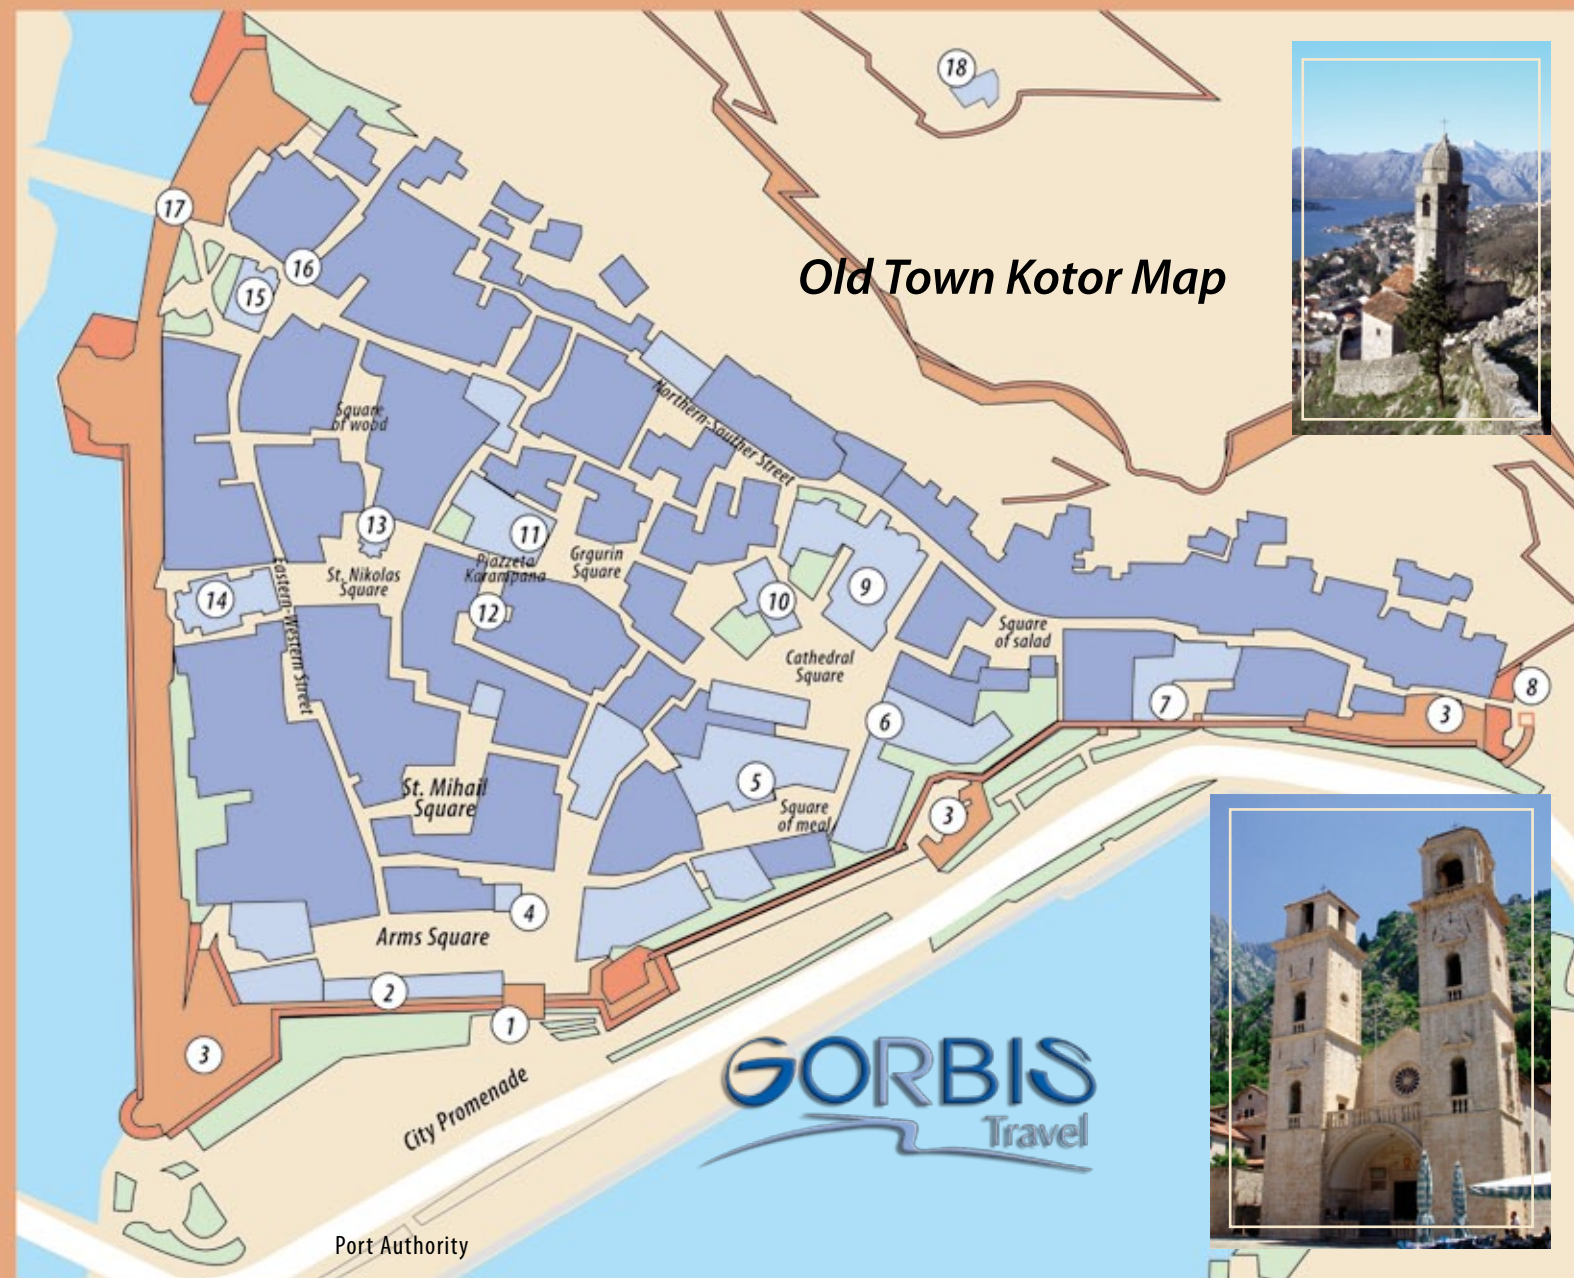 18
17
16
15
Old Town Kotor Map
Square
of wood
Northern-Sauther Street
13
11
Piazzeta
Karampana
Grgurin
Square
St. Nikolas
Square
14
Eastern-Western Street
12
10
9
Cathedral
Square
Square
of salad
8
7
3
6
5
St. Mihail
Square
Square
of meal
3
4
Arms Square
2
1
3
City Promenade
GORBIS
Travel
Port Authority